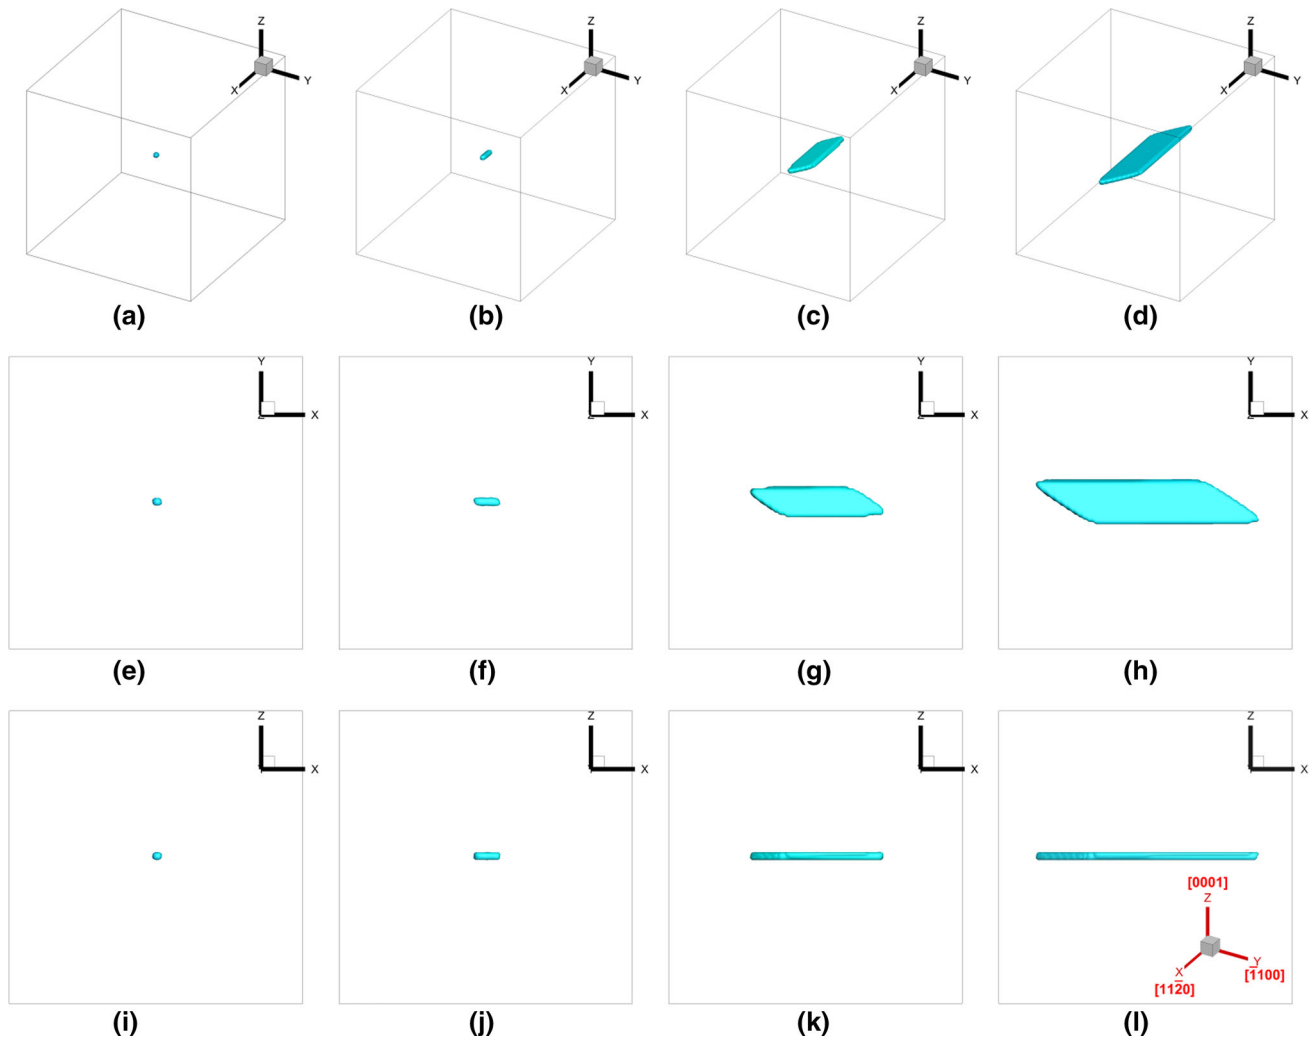 Z
Y
X
Z
Y
X
Z
Y
X
Z
Y
X
(a)
(b)
(c)
(d)
Y
X
Z
Y
X
Z
Y
X
Z
Y
X
Z
(e)
(f)
(g)
(h)
Z
X
Z
X
Z
X
Z
X
[0001]
Z
X
Y
[1̅100]
[112̅0]
(i)
(j)
(k)
(l)